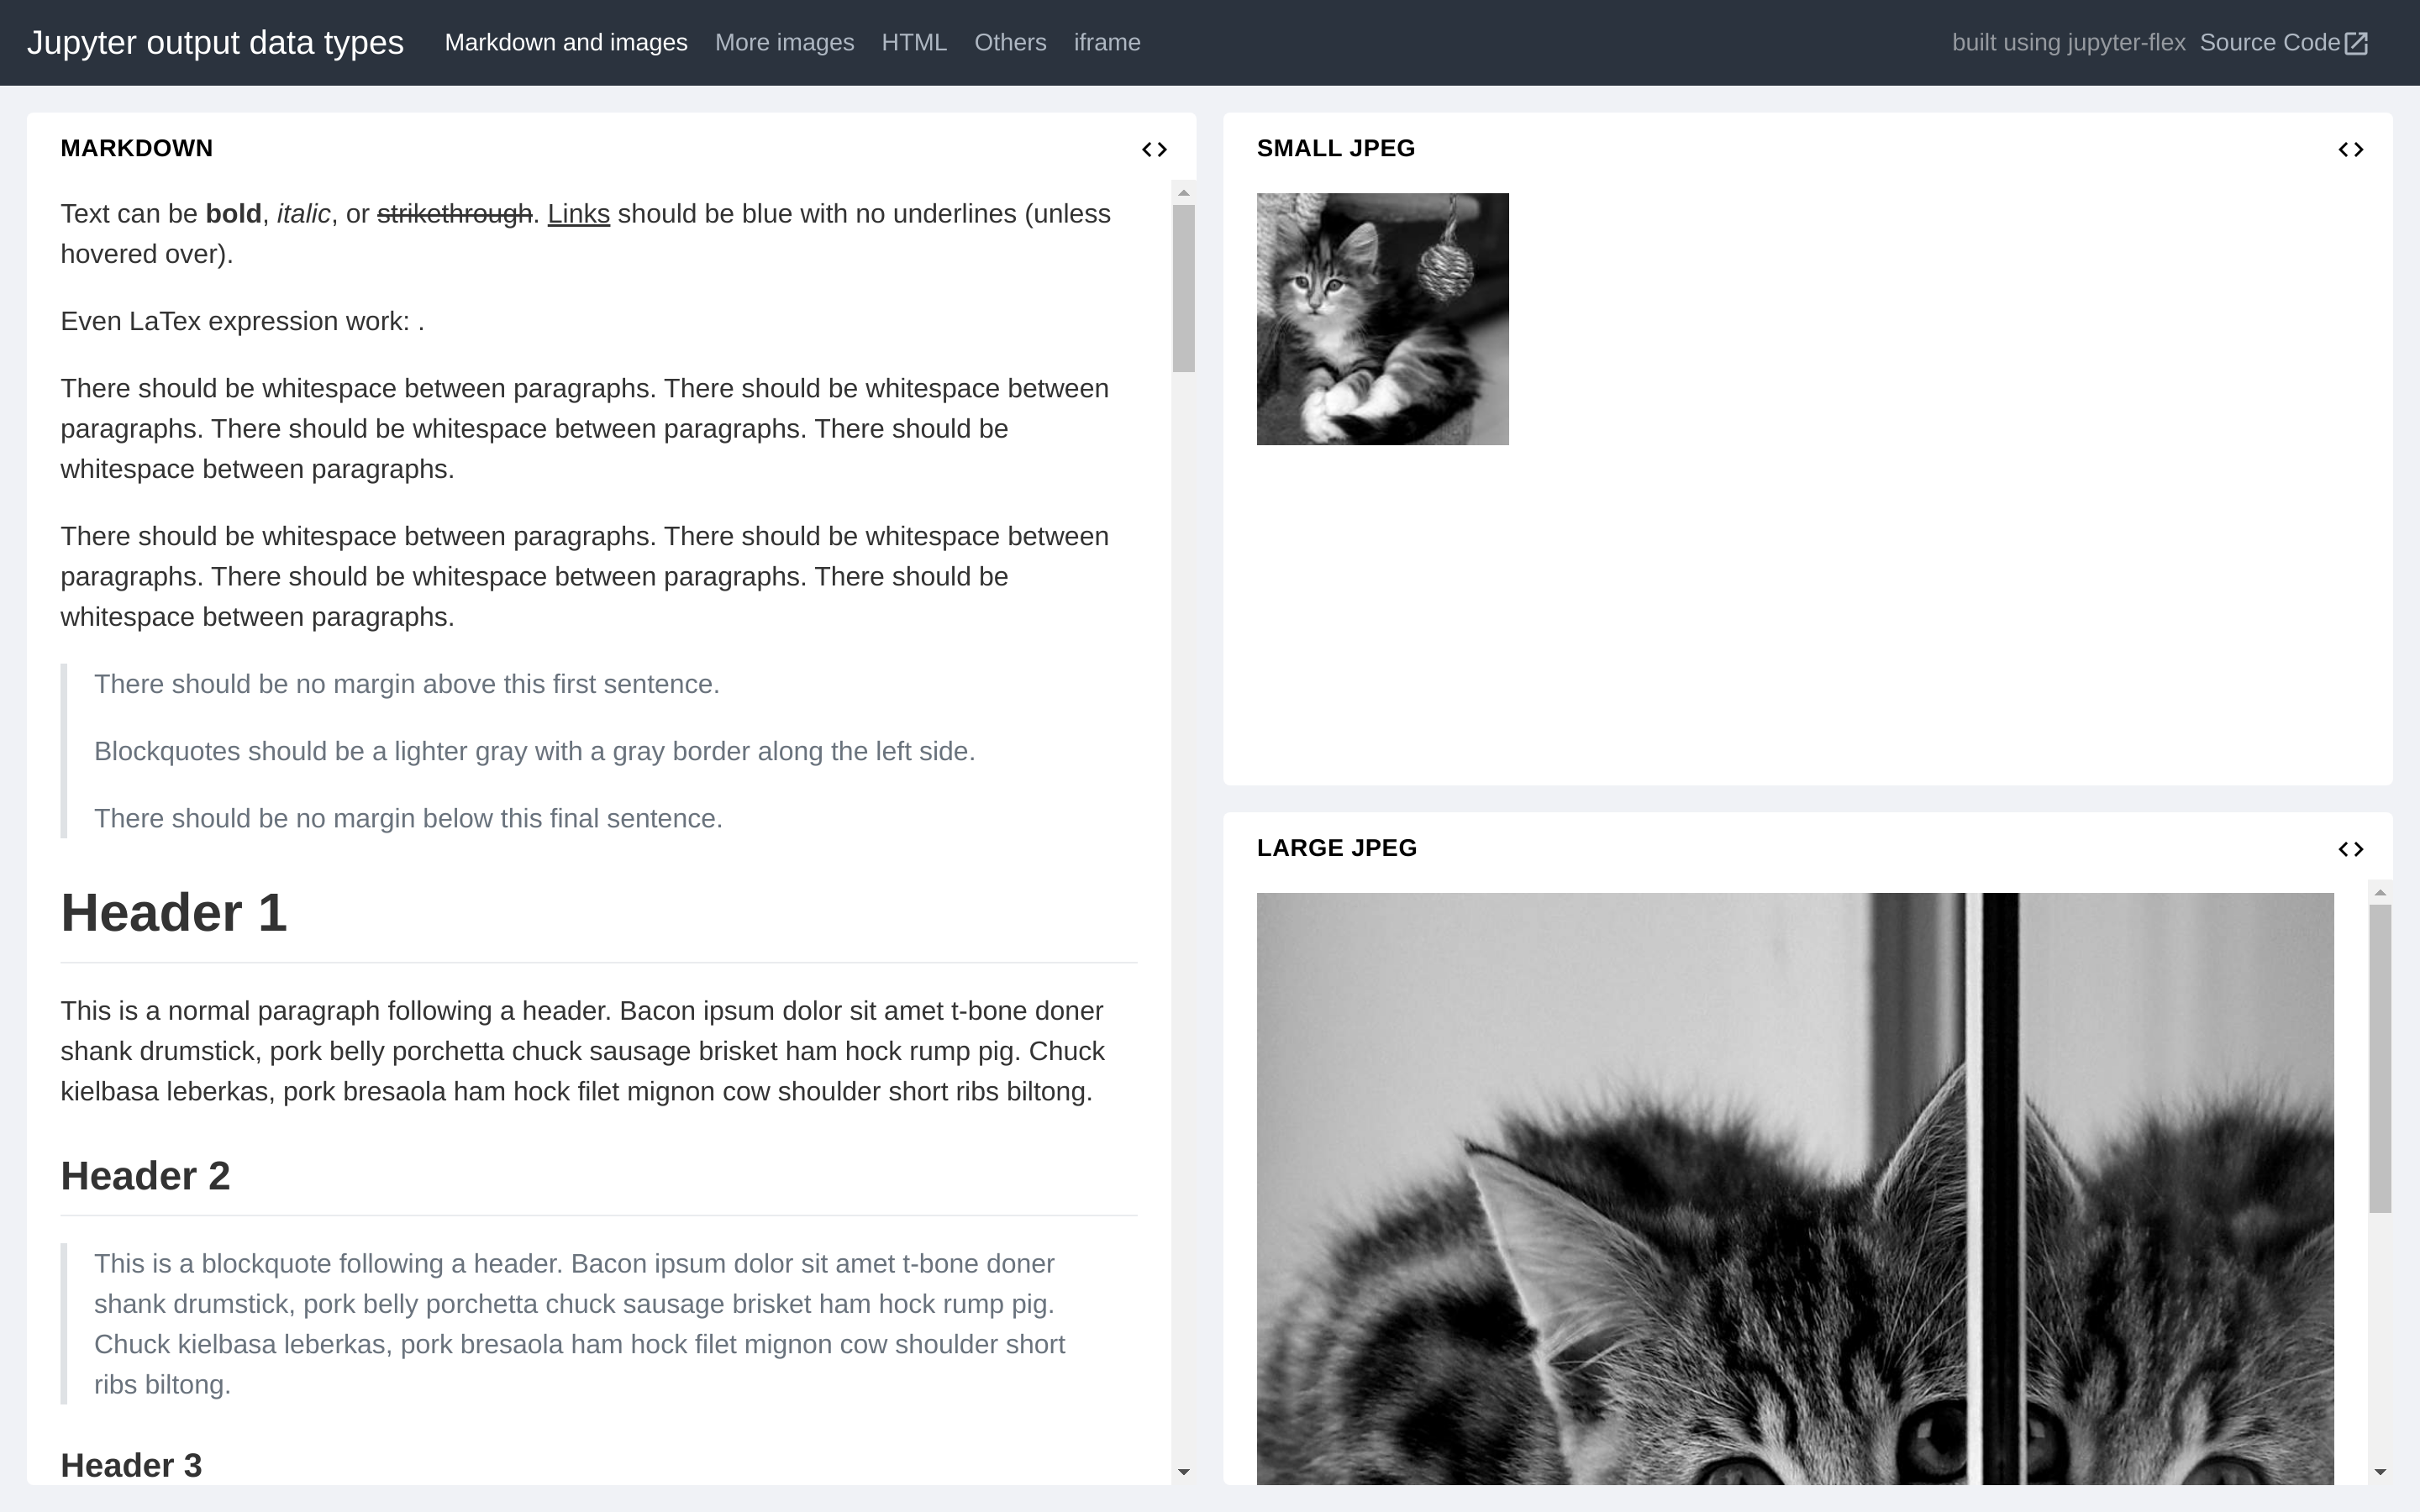 Jupyter output data types Markdown and images More images HTML Others iframe built using jupyter-flex Source Code
MARKDOWN
Text can be bold, italic, or strikethrough. Links should be blue with no underlines (unless
hovered over).
Even LaTex expression work: .
There should be whitespace between paragraphs. There should be whitespace between
paragraphs. There should be whitespace between paragraphs. There should be
whitespace between paragraphs.
There should be whitespace between paragraphs. There should be whitespace between
paragraphs. There should be whitespace between paragraphs. There should be
whitespace between paragraphs.
There should be no margin above this first sentence.
Blockquotes should be a lighter gray with a gray border along the left side.
There should be no margin below this final sentence.
Header 1
This is a normal paragraph following a header. Bacon ipsum dolor sit amet t-bone doner
shank drumstick, pork belly porchetta chuck sausage brisket ham hock rump pig. Chuck
kielbasa leberkas, pork bresaola ham hock filet mignon cow shoulder short ribs biltong.
Header 2
This is a blockquote following a header. Bacon ipsum dolor sit amet t-bone doner
shank drumstick, pork belly porchetta chuck sausage brisket ham hock rump pig.
Chuck kielbasa leberkas, pork bresaola ham hock filet mignon cow shoulder short
ribs biltong.
Header 3
SMALL JPEG
LARGE JPEG